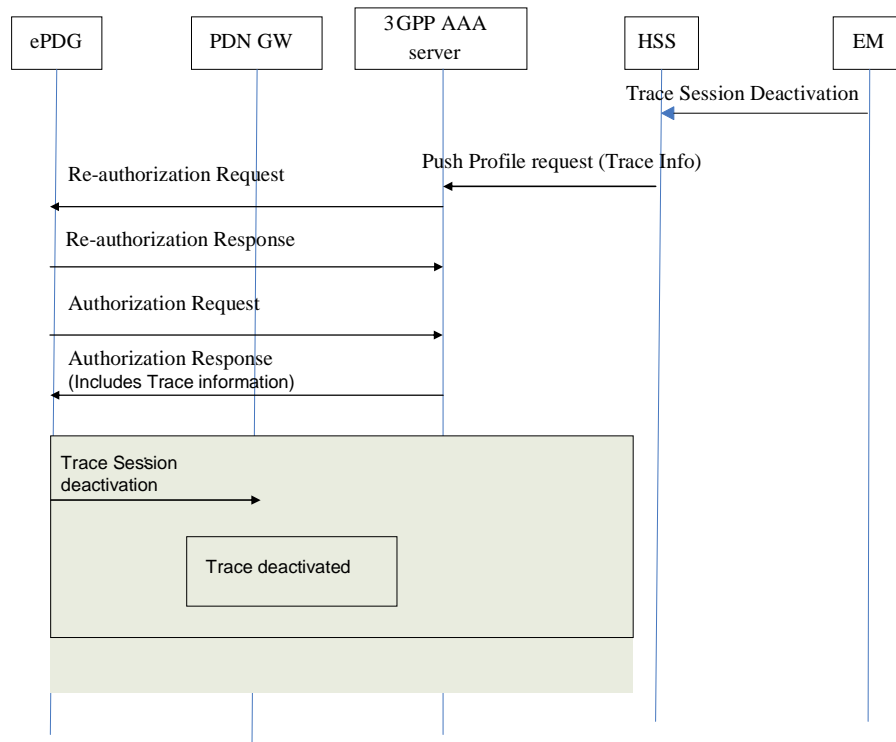 ePDG
PDN GW
3GPP AAA
server
HSS
EM
Trace Session Deactivation
Push Profile request (Trace Info)
Re-authorization Request
Re-authorization Response
Authorization Request
Authorization Response
(Includes Trace information)
Trace Session
deactivation
Trace deactivated